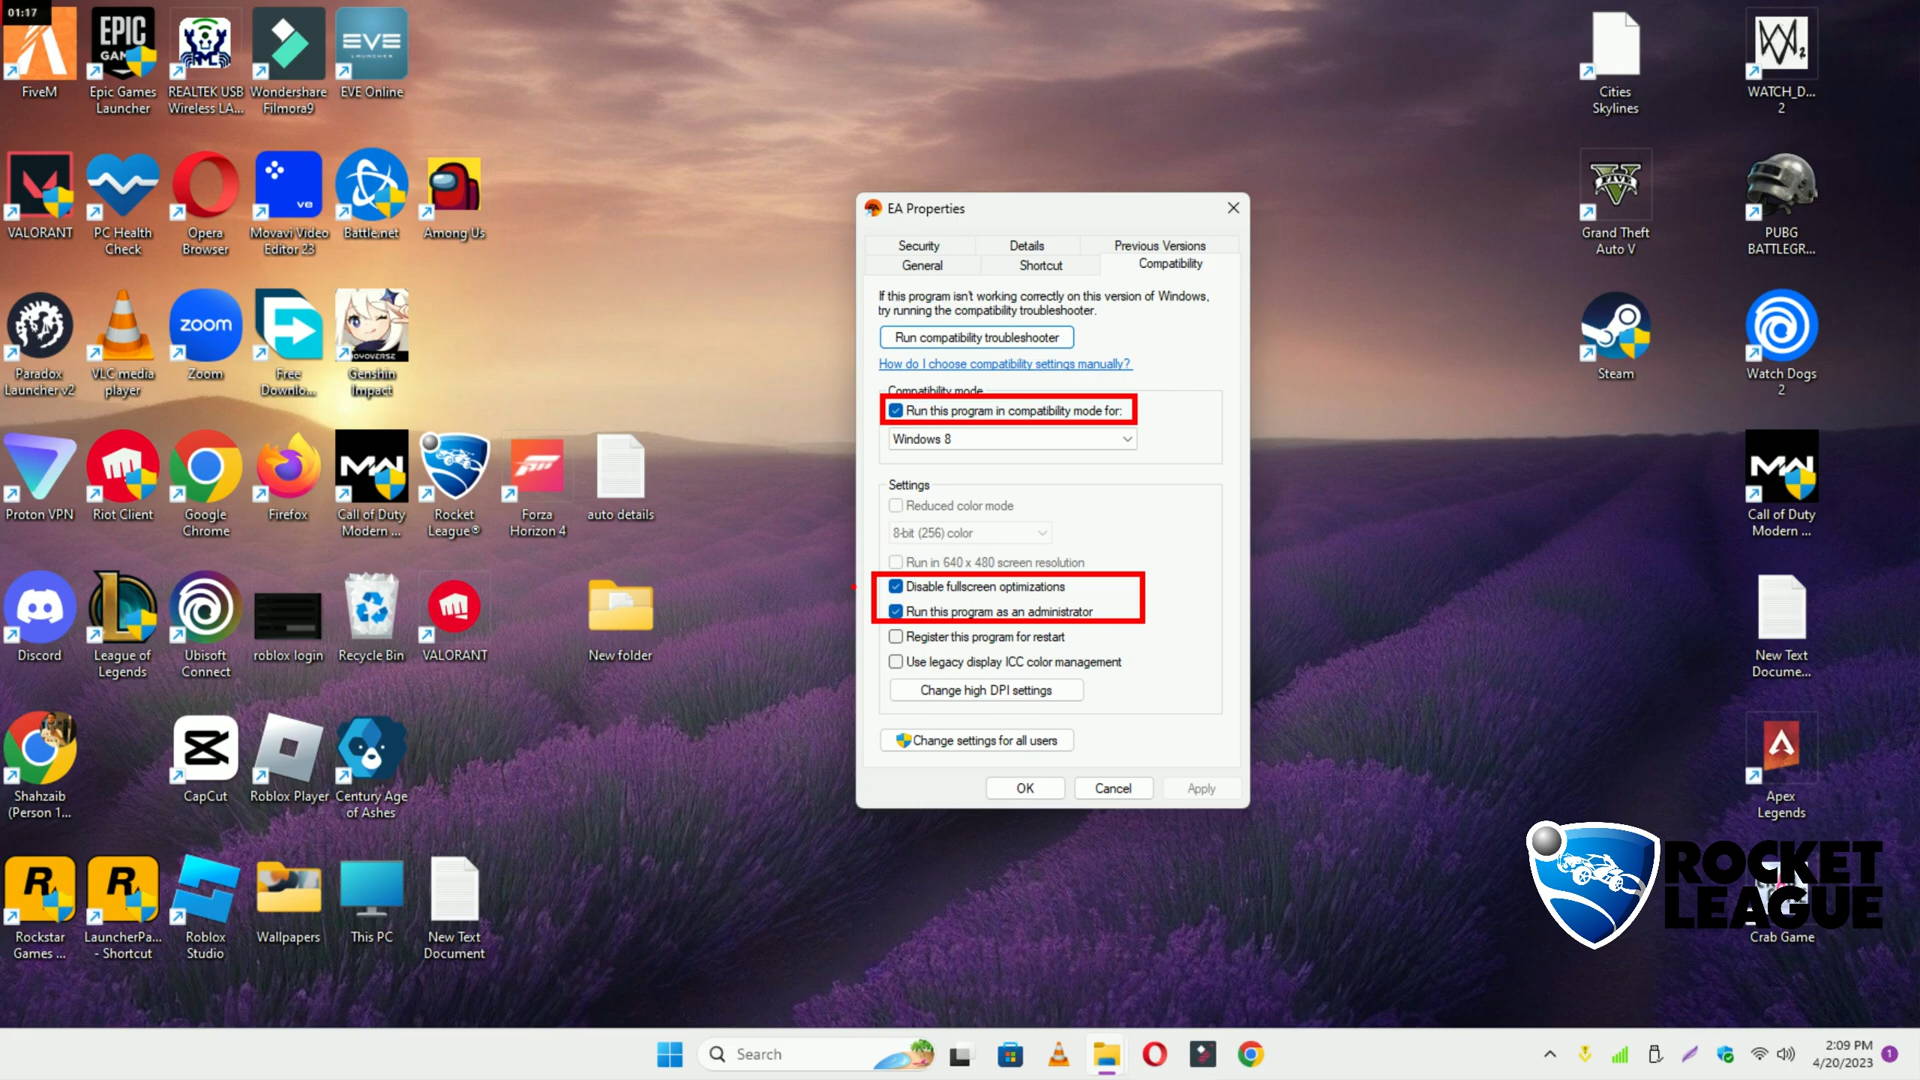 01:17
FiveM
EPIC
GAMES
Epic Games
Launcher
REALTEK USB
Wireless LA...
Wondershare
Filmora9
EVE
LAUNCHER
EVE Online
Cities
Skylines
WATCH_D...
2
VALORANT
PC Health
Check
Opera
Browser
ve
Movavi Video
Editor 23
Battle.net
Among Us
FIVE
Grand Theft
Auto V
PUBG
BATTLEGR...
Paradox
Launcher v2
VLC media
player
zoom
Zoom
Free
Downlo...
Genshin
Impact
Steam
Watch Dogs
2
Proton VPN
Riot Client
Google
Chrome
Firefox
MW
Call of Duty
Modern ...
Rocket
League®
Forza
Horizon 4
auto details
MW
Call of Duty
Modern ...
Discord
League of
Legends
Ubisoft
Connect
roblox login
Recycle Bin
VALORANT
New folder
New Text
Docume...
Shahzaib
(Person 1...
CapCut
Roblox Player
Century Age
of Ashes
Apex
Legends
Rockstar
Games ...
LauncherPa...
- Shortcut
Roblox
Studio
Wallpapers
This PC
New Text
Document
ROCKET
LEAGUE
Crab Game
EA Properties
Security
Details
Previous Versions
General
Shortcut
Compatibility
If this program isn't working correctly on this version of Windows,
try running the compatibility troubleshooter.
Run compatibility troubleshooter
How do I choose compatibility settings manually?
Compatibility mode
Run this program in compatibility mode for:
Windows 8
Settings
Reduced color mode
8-bit (256) color
Run in 640 x 480 screen resolution
Disable fullscreen optimizations
Run this program as an administrator
Register this program for restart
Use legacy display ICC color management
Change high DPI settings
Change settings for all users
OK
Cancel
Apply
Search
2:09 PM
4/20/2023
1